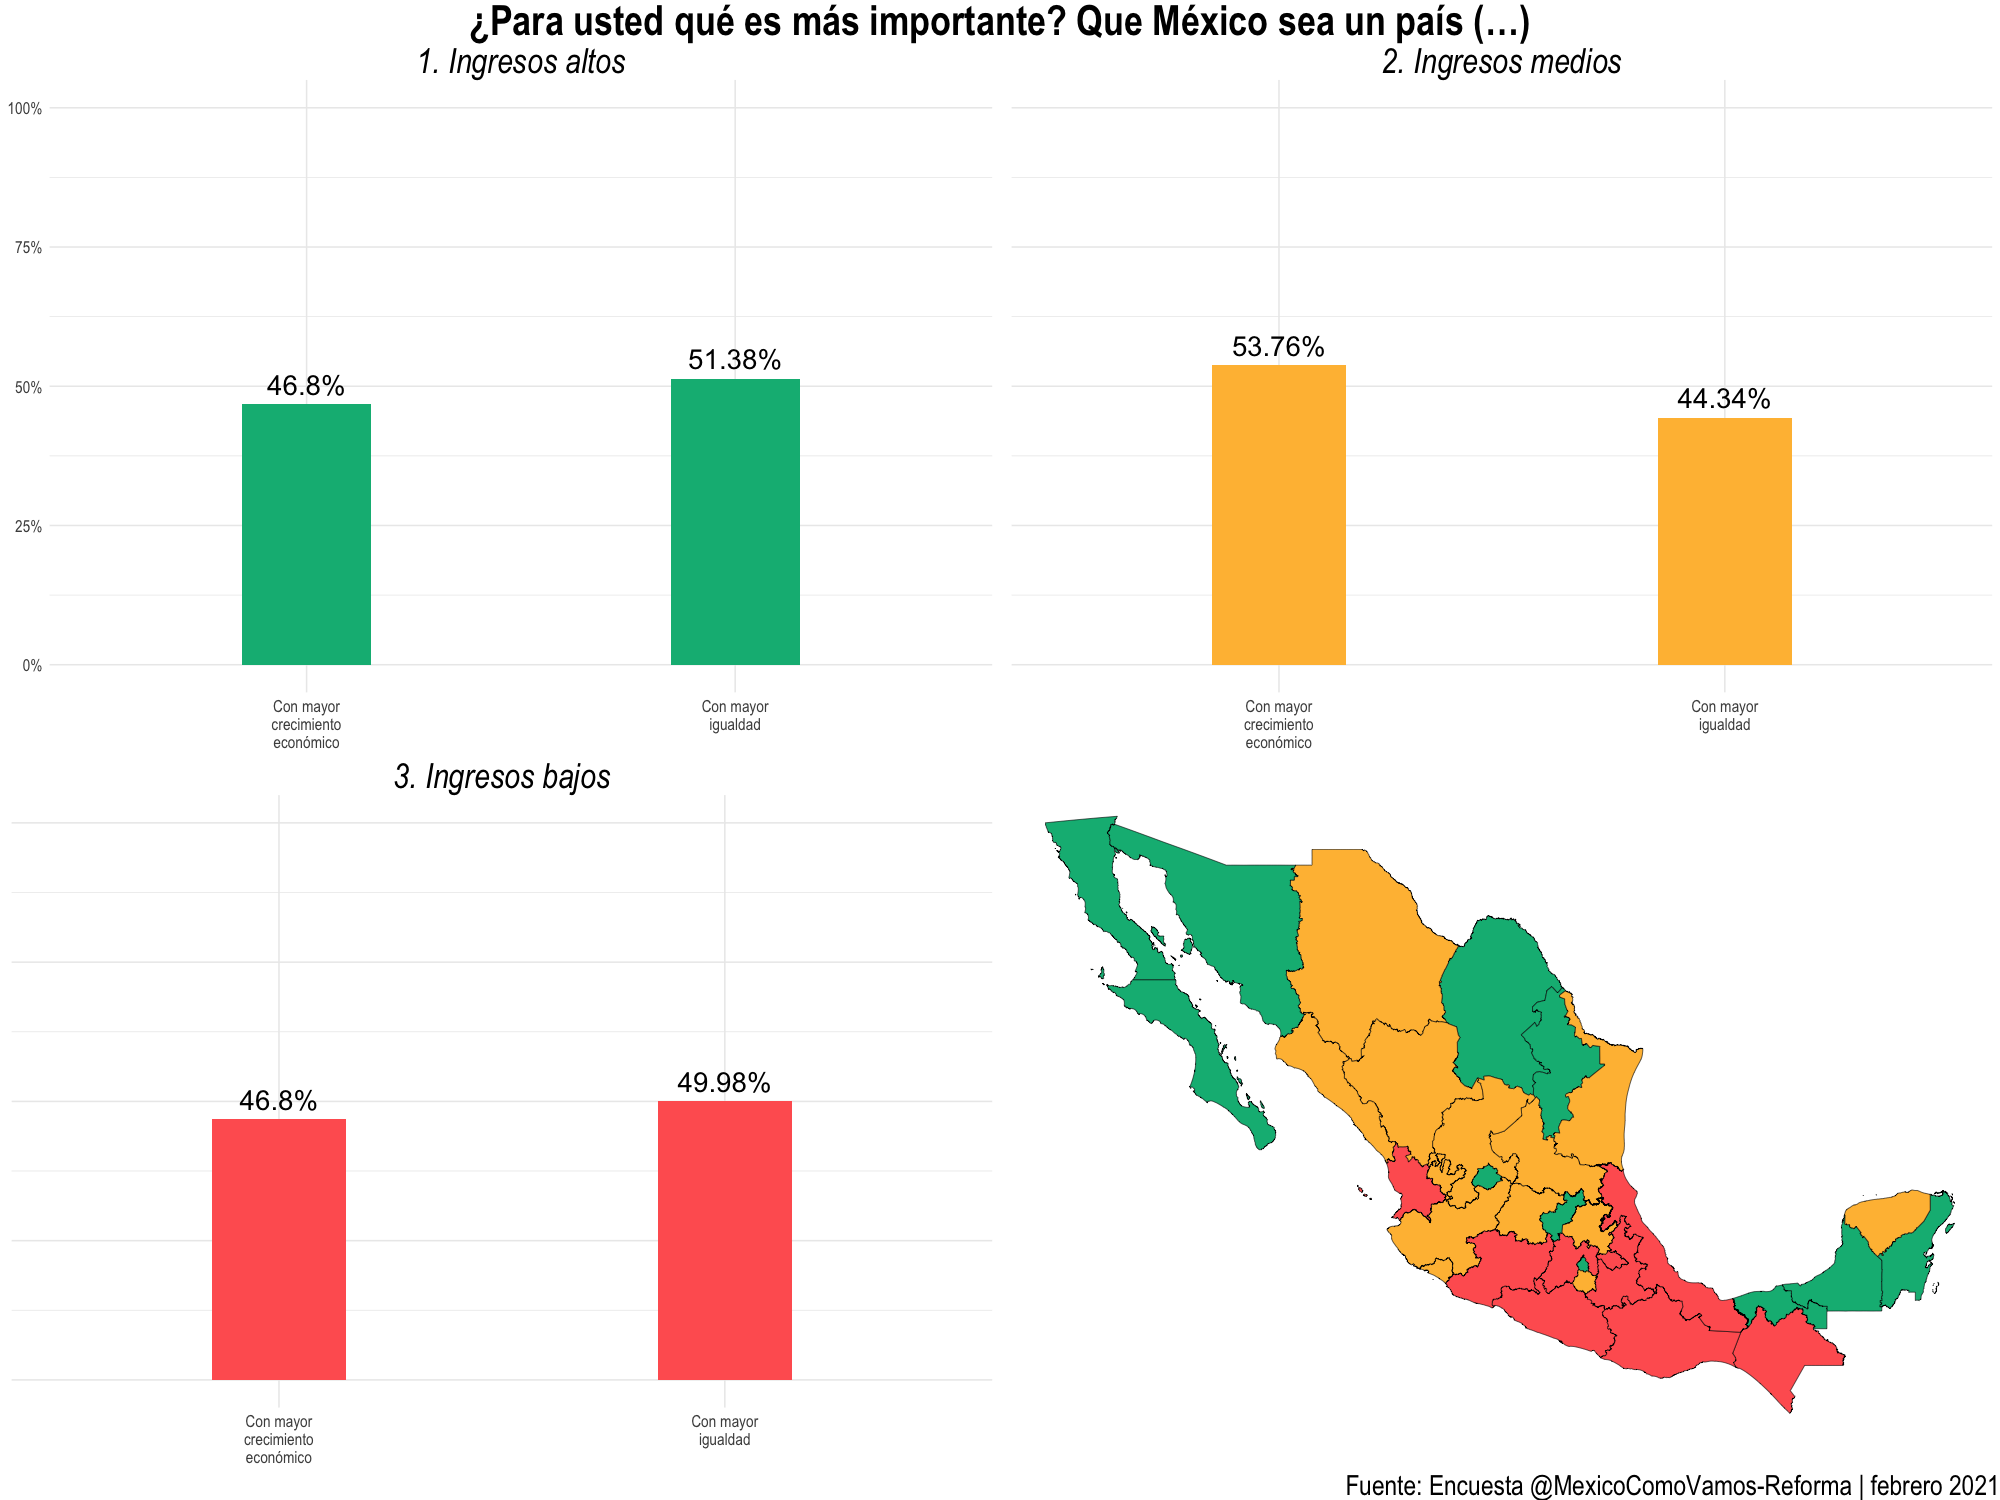 ¿Para usted qué es más importante? Que México sea un país (…)
1. Ingresos altos
100%
75%
50%
25%
0%
46.8%
51.38%
Con mayor
crecimiento
económico
Con mayor
igualdad
2. Ingresos medios
53.76%
44.34%
Con mayor
crecimiento
económico
Con mayor
igualdad
3. Ingresos bajos
46.8%
49.98%
Con mayor
crecimiento
económico
Con mayor
igualdad
Fuente: Encuesta @MexicoComoVamos-Reforma | febrero 2021